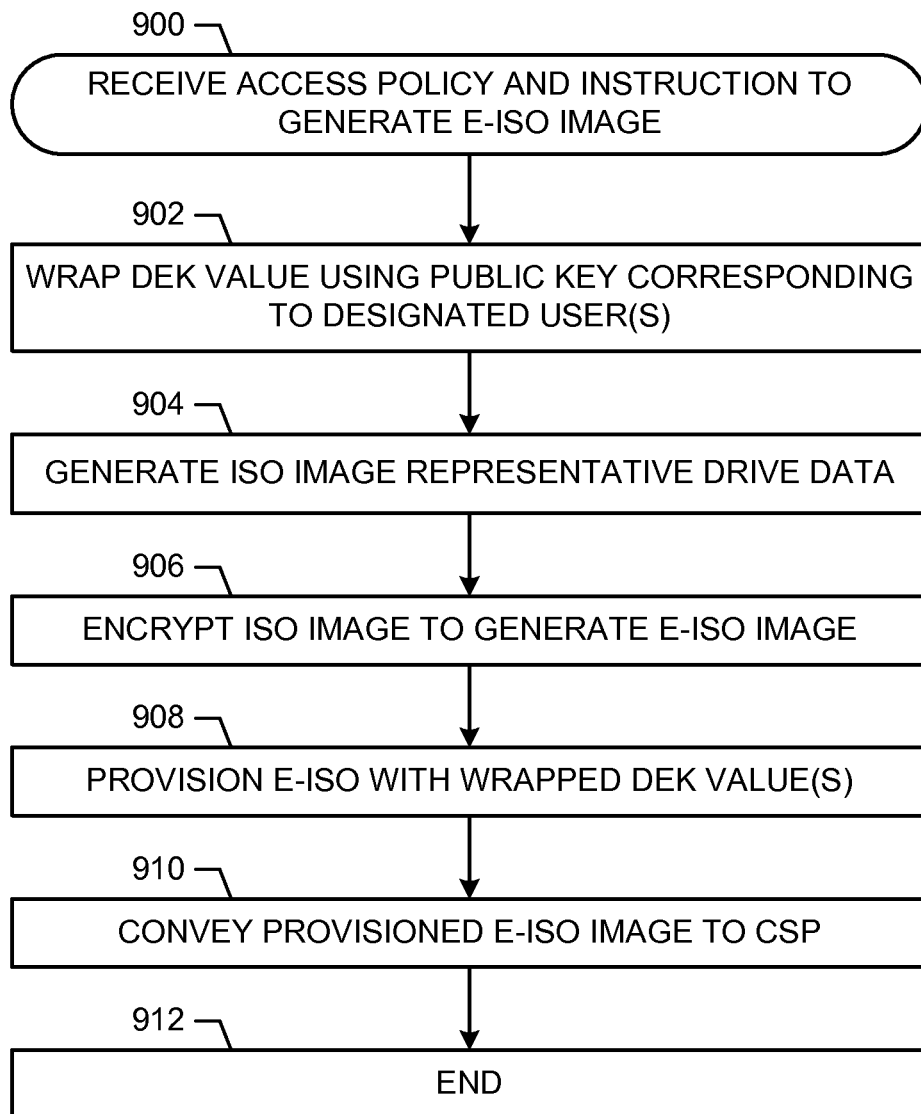 900
RECEIVE ACCESS POLICY AND INSTRUCTION TO
GENERATE E-ISO IMAGE
902
WRAP DEK VALUE USING PUBLIC KEY CORRESPONDING
TO DESIGNATED USER(S)
904
GENERATE ISO IMAGE REPRESENTATIVE DRIVE DATA
906
ENCRYPT ISO IMAGE TO GENERATE E-ISO IMAGE
908
PROVISION E-ISO WITH WRAPPED DEK VALUE(S)
910
CONVEY PROVISIONED E-ISO IMAGE TO CSP
912
END